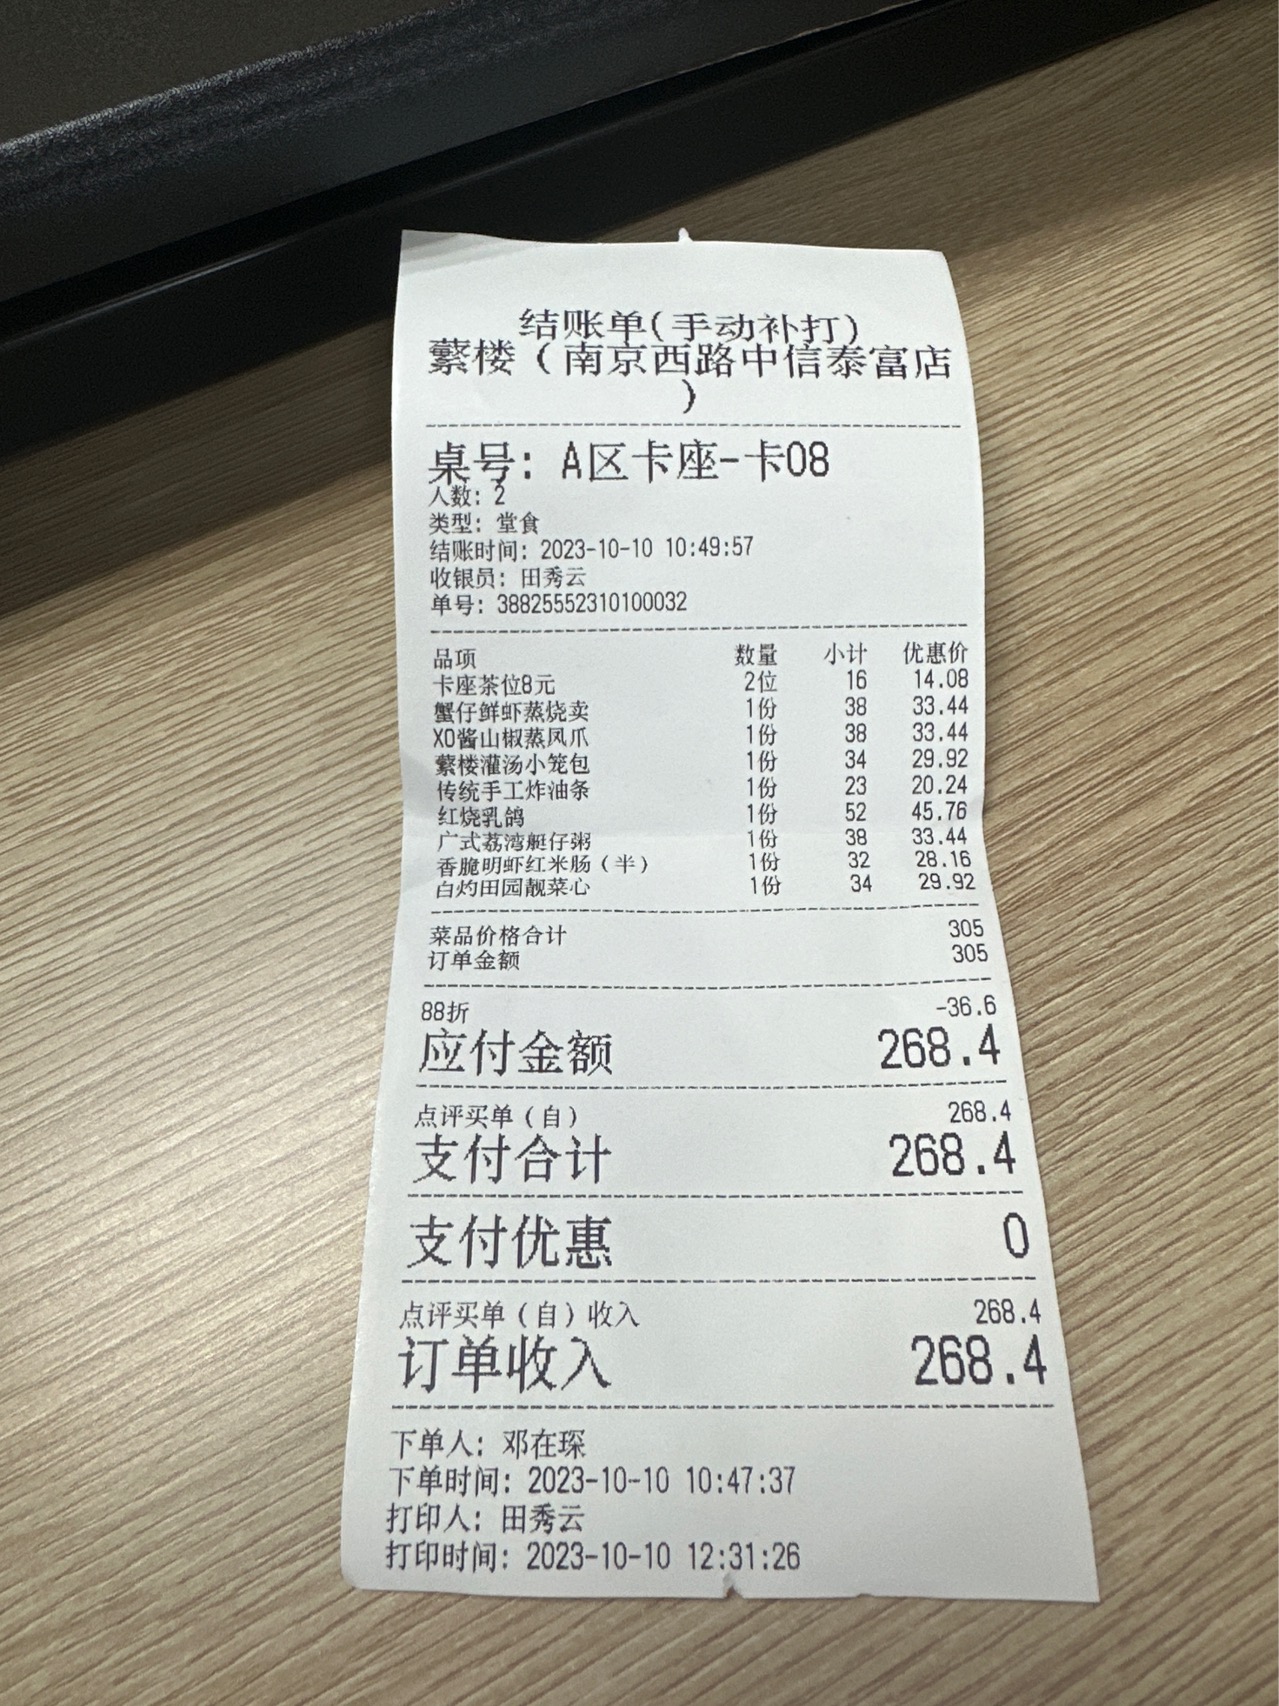 结账单(手动补打)
蘩楼（南京西路中信泰富店
）
桌号: A区卡座-卡08
人数: 2
类型: 堂食
结账时间: 2023-10-10 10:49:57
收银员: 田秀云
单号: 38825552310100032
品项 数量 小计 优惠价
卡座茶位8元 2位 16 14.08
蟹仔鲜虾蒸烧卖 1份 38 33.44
XO酱山椒蒸凤爪 1份 38 33.44
蘩楼灌汤小笼包 1份 34 29.92
传统手工炸油条 1份 23 20.24
红烧乳鸽 1份 52 45.76
广式荔湾艇仔粥 1份 38 33.44
香脆明虾红米肠（半） 1份 32 28.16
白灼田园靓菜心 1份 34 29.92
菜品价格合计 305
订单金额 305
88折 -36.6
应付金额 268.4
点评买单（自） 268.4
支付合计 268.4
支付优惠 0
点评买单（自）收入 268.4
订单收入 268.4
下单人: 邓在琛
下单时间: 2023-10-10 10:47:37
打印人: 田秀云
打印时间: 2023-10-10 12:31:26